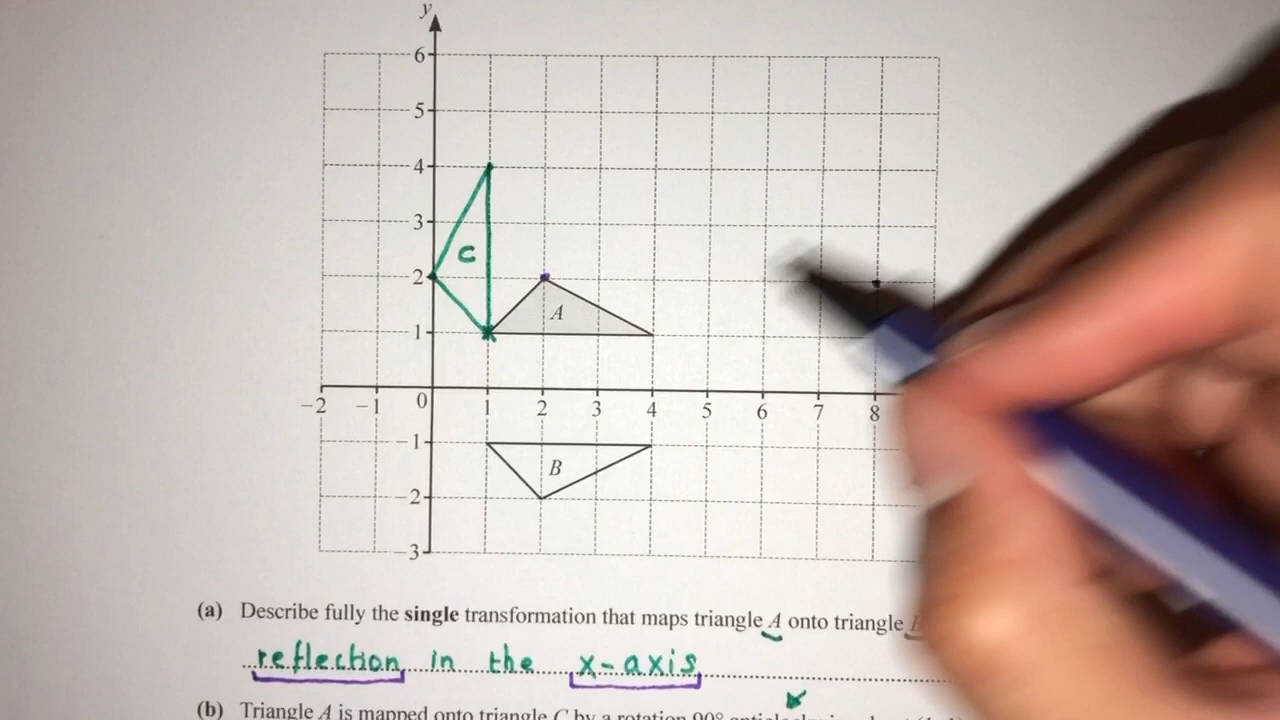 y
6
5
4
3
C
2
A
1
−2 −1 0 1 2 3 4 5 6 7 8
−1
B
−2
−3
(a) Describe fully the single transformation that maps triangle A onto triangle
reflection in the x-axis
(b) Triangle A is mapped onto triangle C by a rotation 90°